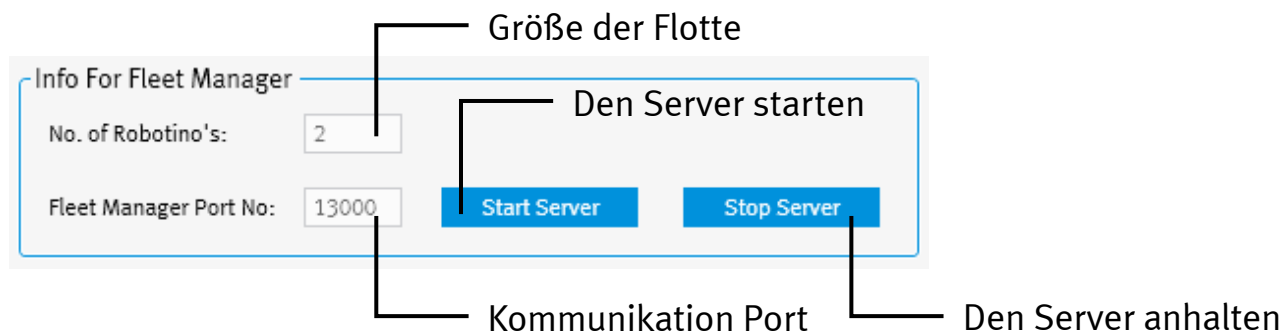 Größe der Flotte
Info For Fleet Manager
Den Server starten
No. of Robotino's: 2
Fleet Manager Port No: 13000 Start Server Stop Server
Kommunikation Port Den Server anhalten